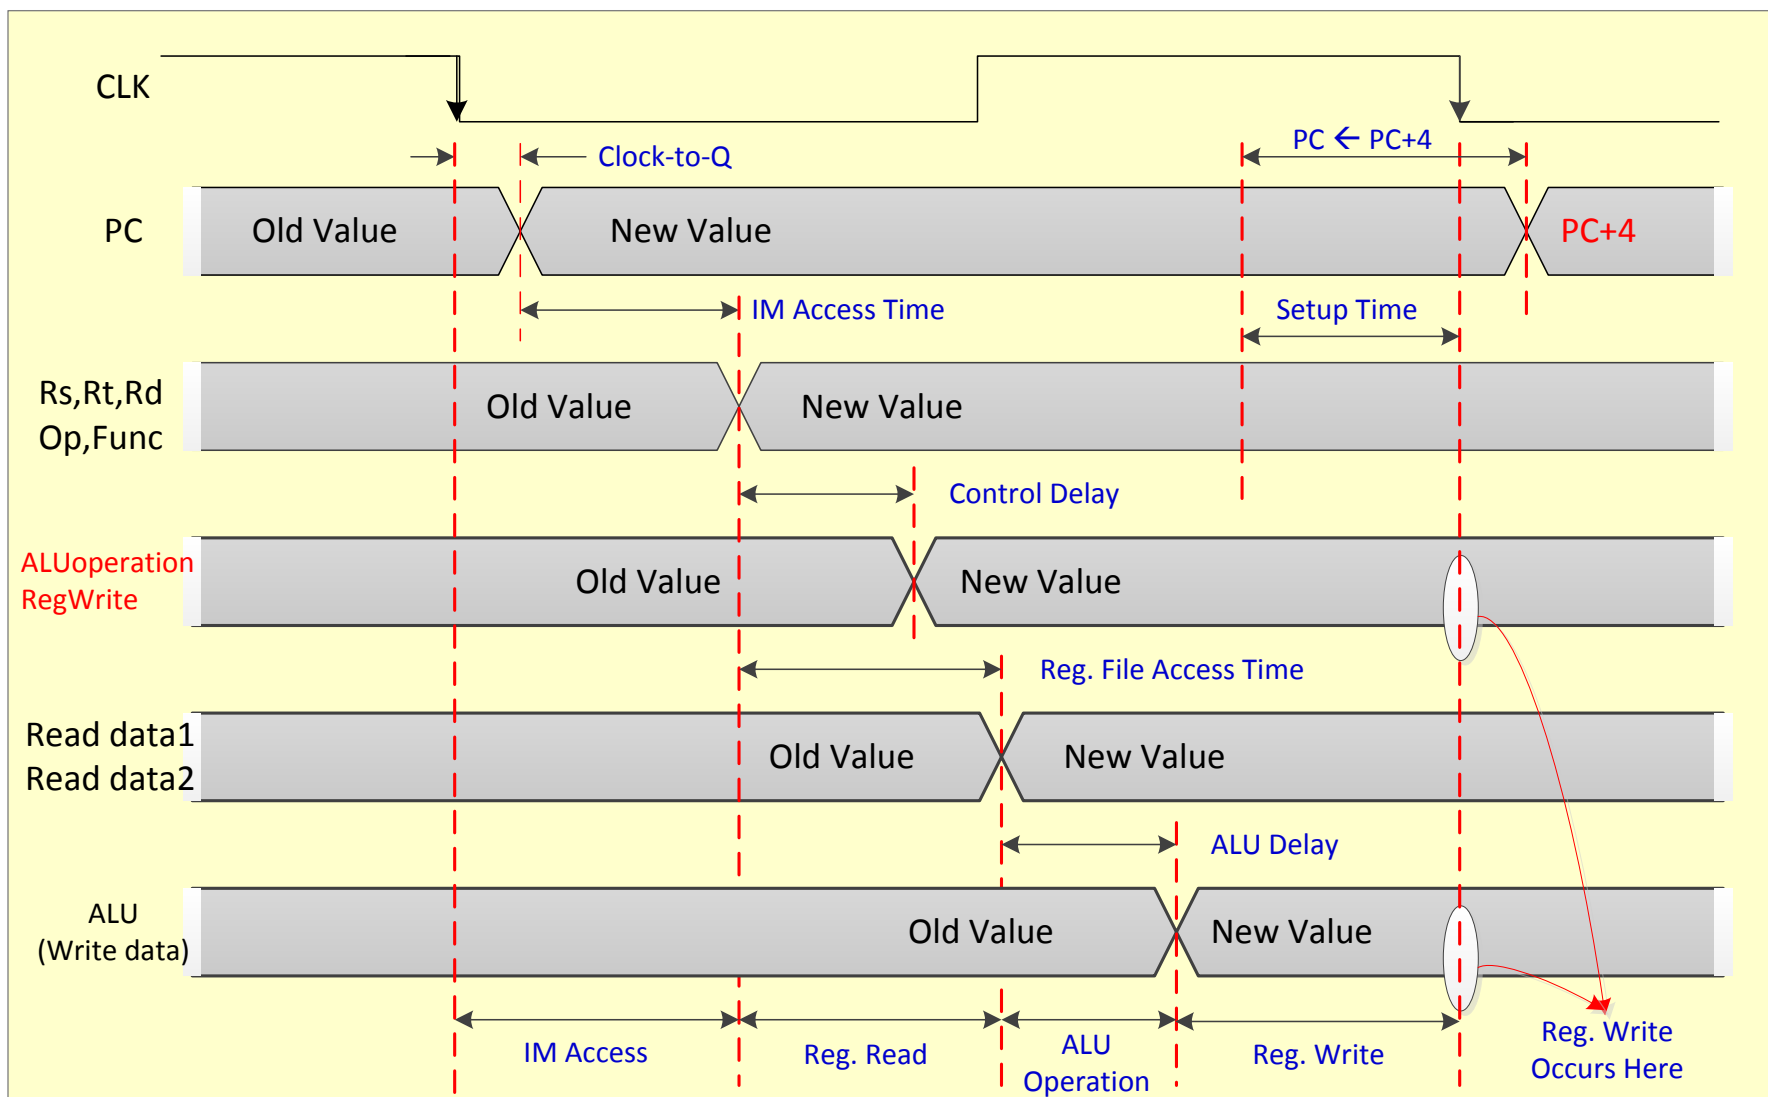 CLK
PC 🡨 PC+4
Clock-to-Q
PC
Old Value
New Value
PC+4
IM Access Time
Setup Time
Rs,Rt,Rd
Op,Func
Old Value
New Value
Control Delay
ALUoperation
RegWrite
Old Value
New Value
Reg. File Access Time
Read data1
Read data2
Old Value
New Value
ALU Delay
ALU
(Write data)
Old Value
New Value
IM Access
Reg. Read
ALU
Operation
Reg. Write
Reg. Write
Occurs Here